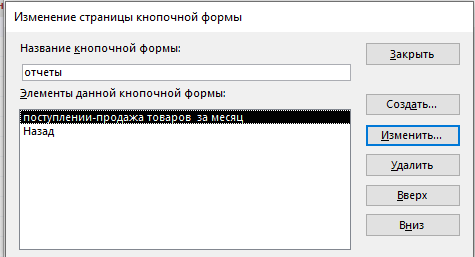 Изменение страницы кнопочной формы
Название кнопочной формы:
Закрыть
отчеты
Элементы данной кнопочной формы:
Создать...
поступлении-продажа товаров за месяц
Назад
Изменить...
Удалить
Вверх
Вниз